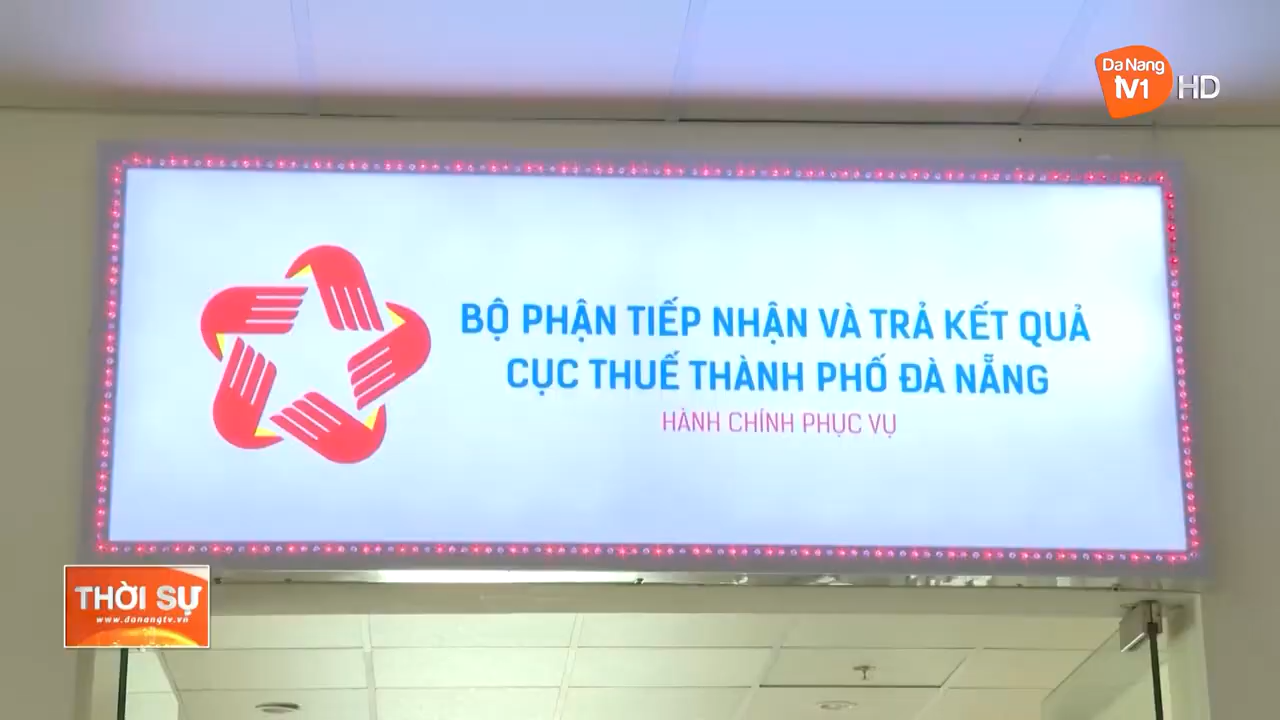 Da Nang
TV1 HD
BỘ PHẬN TIẾP NHẬN VÀ TRẢ KẾT QUẢ
CỤC THUẾ THÀNH PHỐ ĐÀ NẴNG
HÀNH CHÍNH PHỤC VỤ
THỜI SỰ
www.danangtv.vn